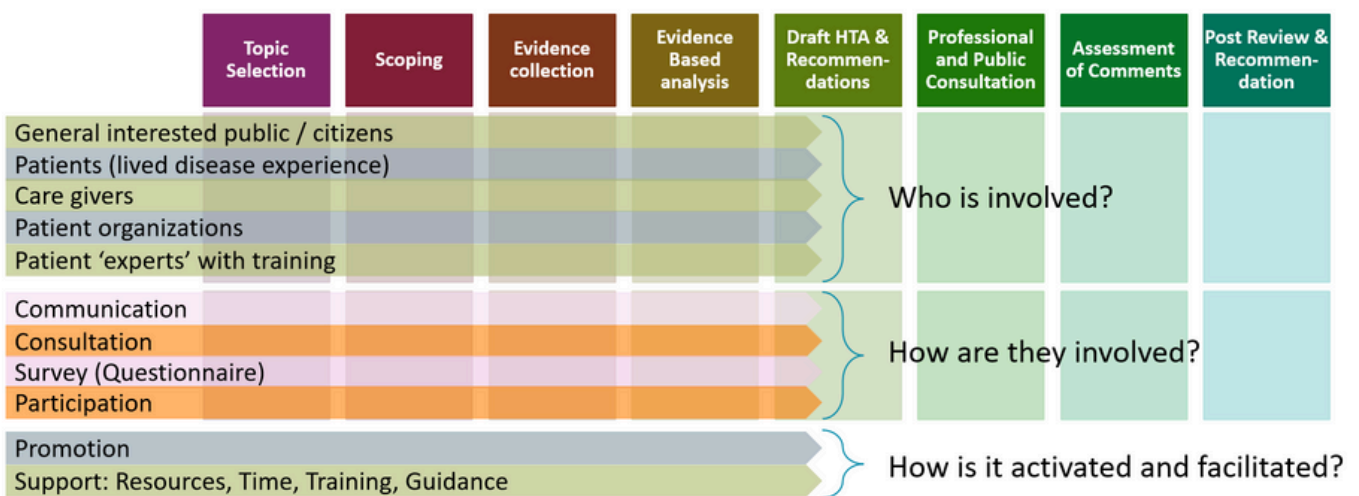 Topic
Selection
Scoping
Evidence
collection
Evidence
Based
analysis
Draft HTA &
Recommen-
dations
Professional
and Public
Consultation
Assessment
of Comments
Post Review &
Recommen-
dation
General interested public / citizens
Patients (lived disease experience)
Care givers
Patient organizations
Patient ‘experts’ with training
Who is involved?
Communication
Consultation
Survey (Questionnaire)
Participation
How are they involved?
Promotion
Support: Resources, Time, Training, Guidance
How is it activated and facilitated?